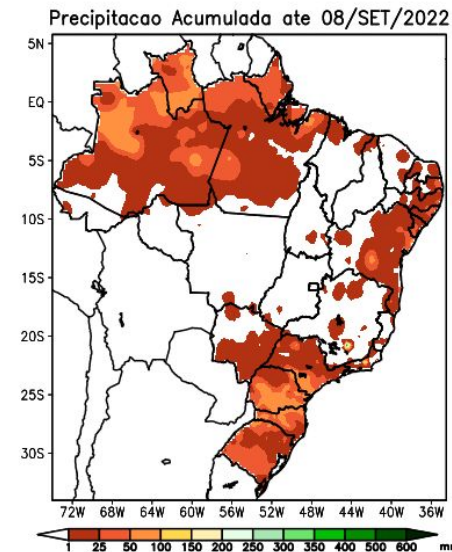 Precipitacao Acumulada ate 08/SET/2022
5N
EQ
5S
10S
15S
20S
25S
30S
72W 68W 64W 60W 56W 52W 48W 44W 40W 36W
1 25 50 100 150 200 250 300 350 400 500 600 mm